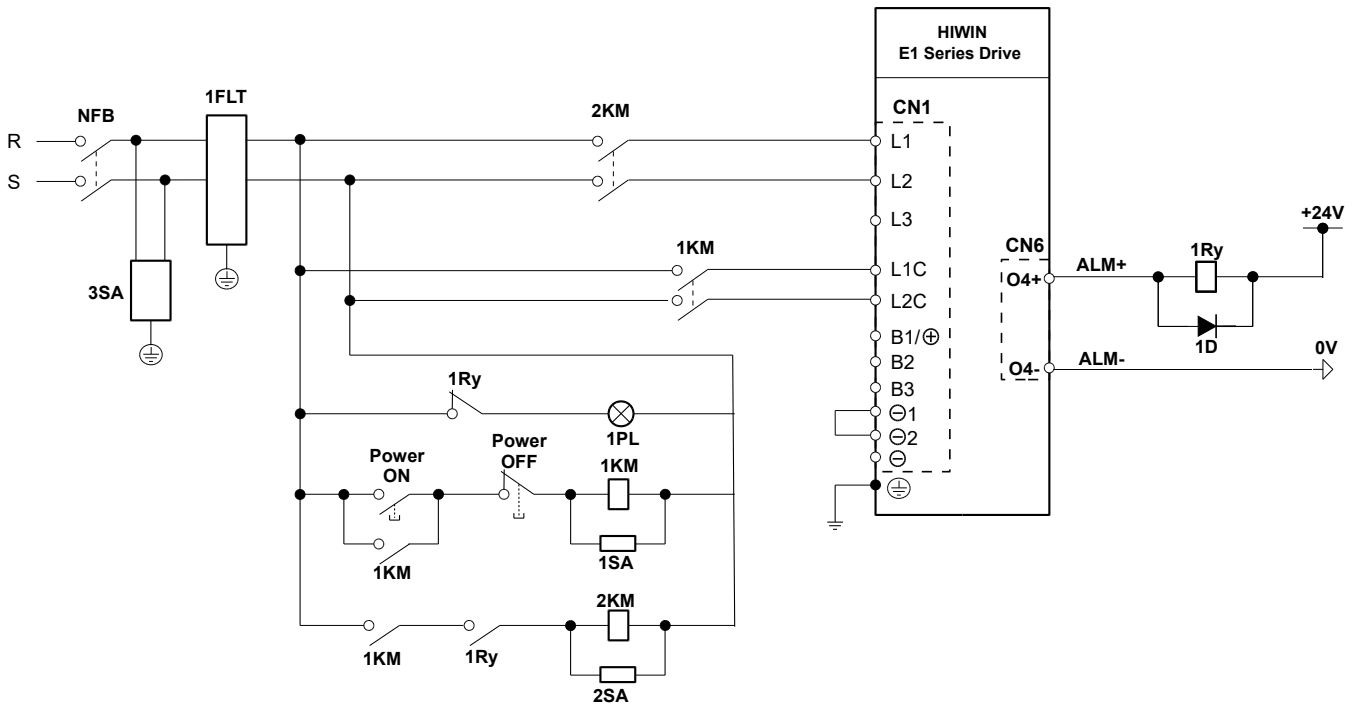 HIWIN
E1 Series Drive
1FLT
NFB
2KM
CN1
R
L1
S
L2
L3
+24V
1KM
CN6
1Ry
L1C
O4+
ALM+
3SA
L2C
B1/⊕
1D
1Ry
B2
O4-
ALM-
0V
B3
⊖1
1PL
⊖2
Power
ON
Power
OFF
1KM
⊖
1KM
1SA
2KM
1KM
1Ry
2SA